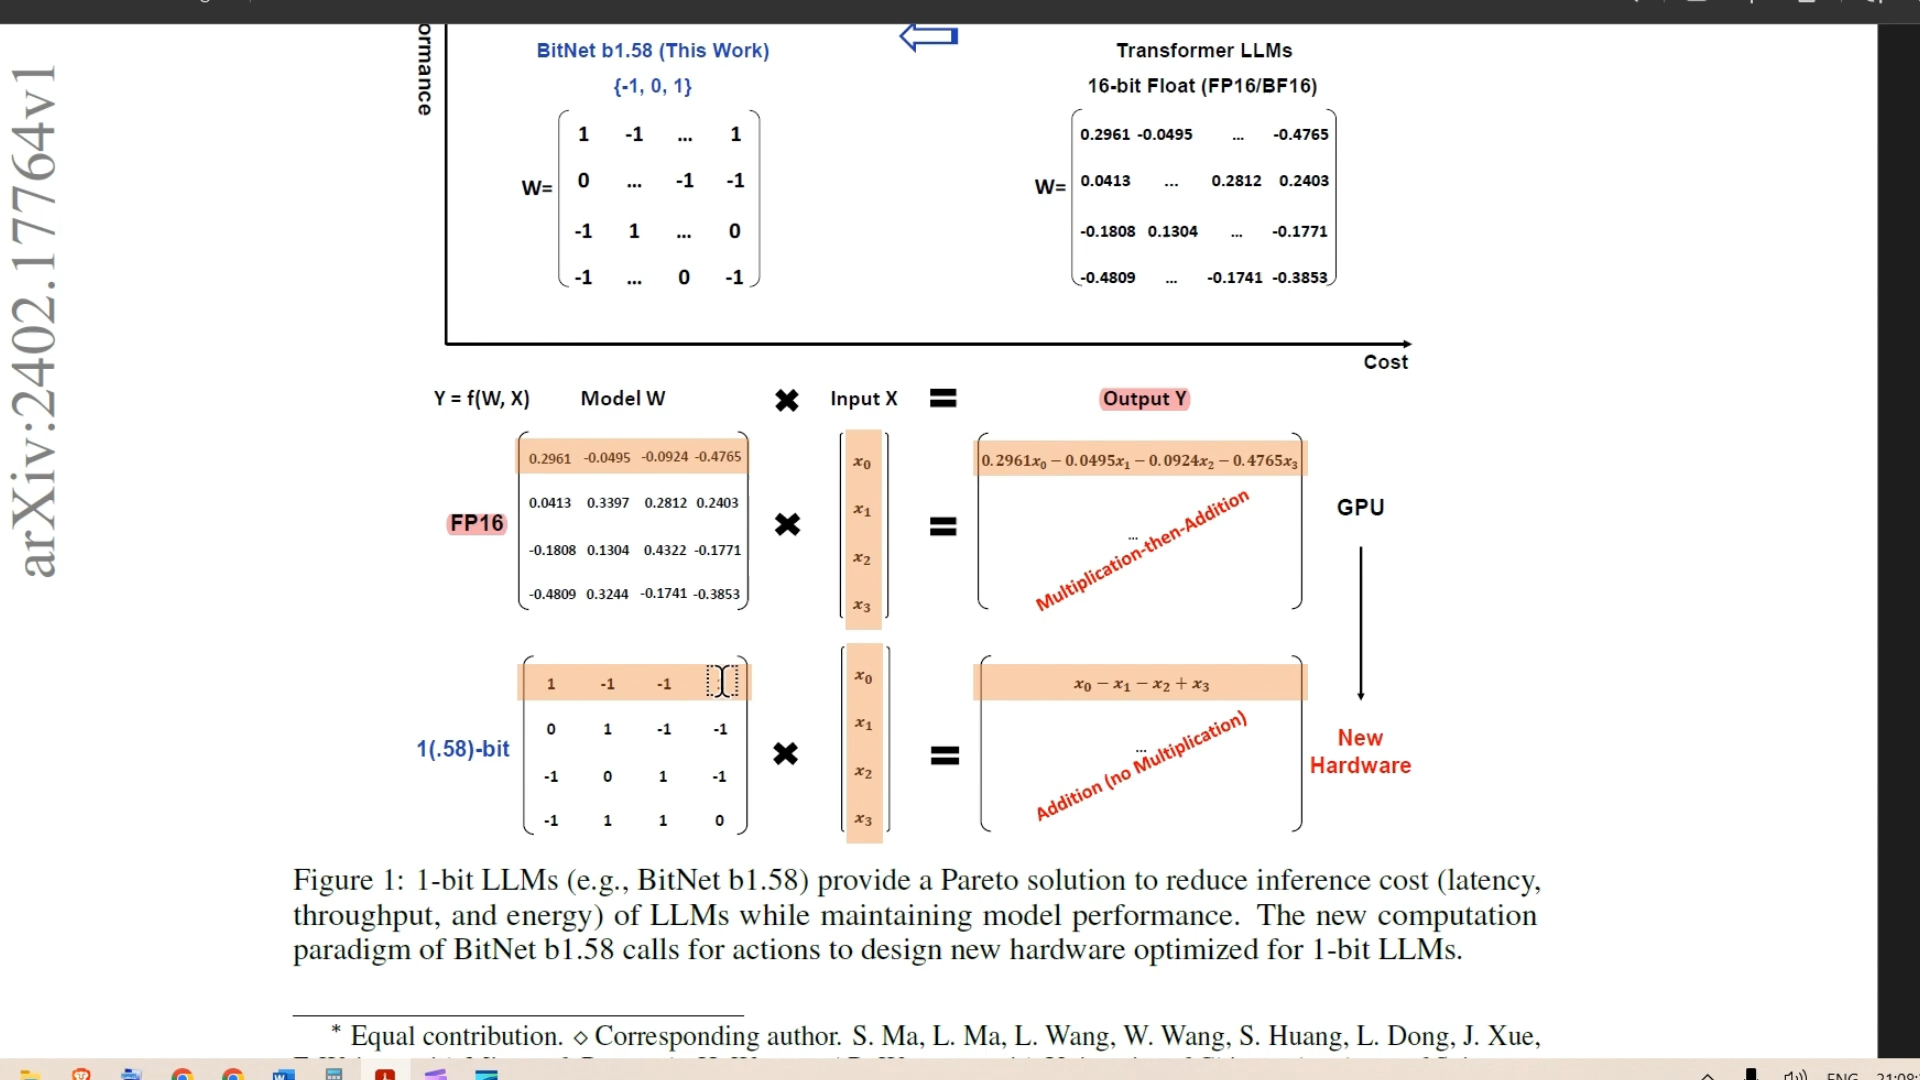 ormance
BitNet b1.58 (This Work)
{-1, 0, 1}
Transformer LLMs
16-bit Float (FP16/BF16)
W=
1 -1 ... 1
0 ... -1 -1
-1 1 ... 0
-1 ... 0 -1
W=
0.2961 -0.0495 ... -0.4765
0.0413 ... 0.2812 0.2403
-0.1808 0.1304 ... -0.1771
-0.4809 ... -0.1741 -0.3853
Cost
Y = f(W, X) Model W ✖ Input X = Output Y
FP16
0.2961 -0.0495 -0.0924 -0.4765
0.0413 0.3397 0.2812 0.2403
-0.1808 0.1304 0.4322 -0.1771
-0.4809 0.3244 -0.1741 -0.3853
✖
x₀
x₁
x₂
x₃
=
0.2961x₀ − 0.0495x₁ − 0.0924x₂ − 0.4765x₃
...
Multiplication-then-Addition
GPU
1(.58)-bit
1 -1 -1
0 1 -1 -1
-1 0 1 -1
-1 1 1 0
✖
x₀
x₁
x₂
x₃
=
x₀ − x₁ − x₂ + x₃
...
Addition (no Multiplication)
New
Hardware
Figure 1: 1-bit LLMs (e.g., BitNet b1.58) provide a Pareto solution to reduce inference cost (latency,
throughput, and energy) of LLMs while maintaining model performance. The new computation
paradigm of BitNet b1.58 calls for actions to design new hardware optimized for 1-bit LLMs.
* Equal contribution. ⋄ Corresponding author. S. Ma, L. Ma, L. Wang, W. Wang, S. Huang, L. Dong, J. Xue,
arXiv:2402.17764v1
ENG